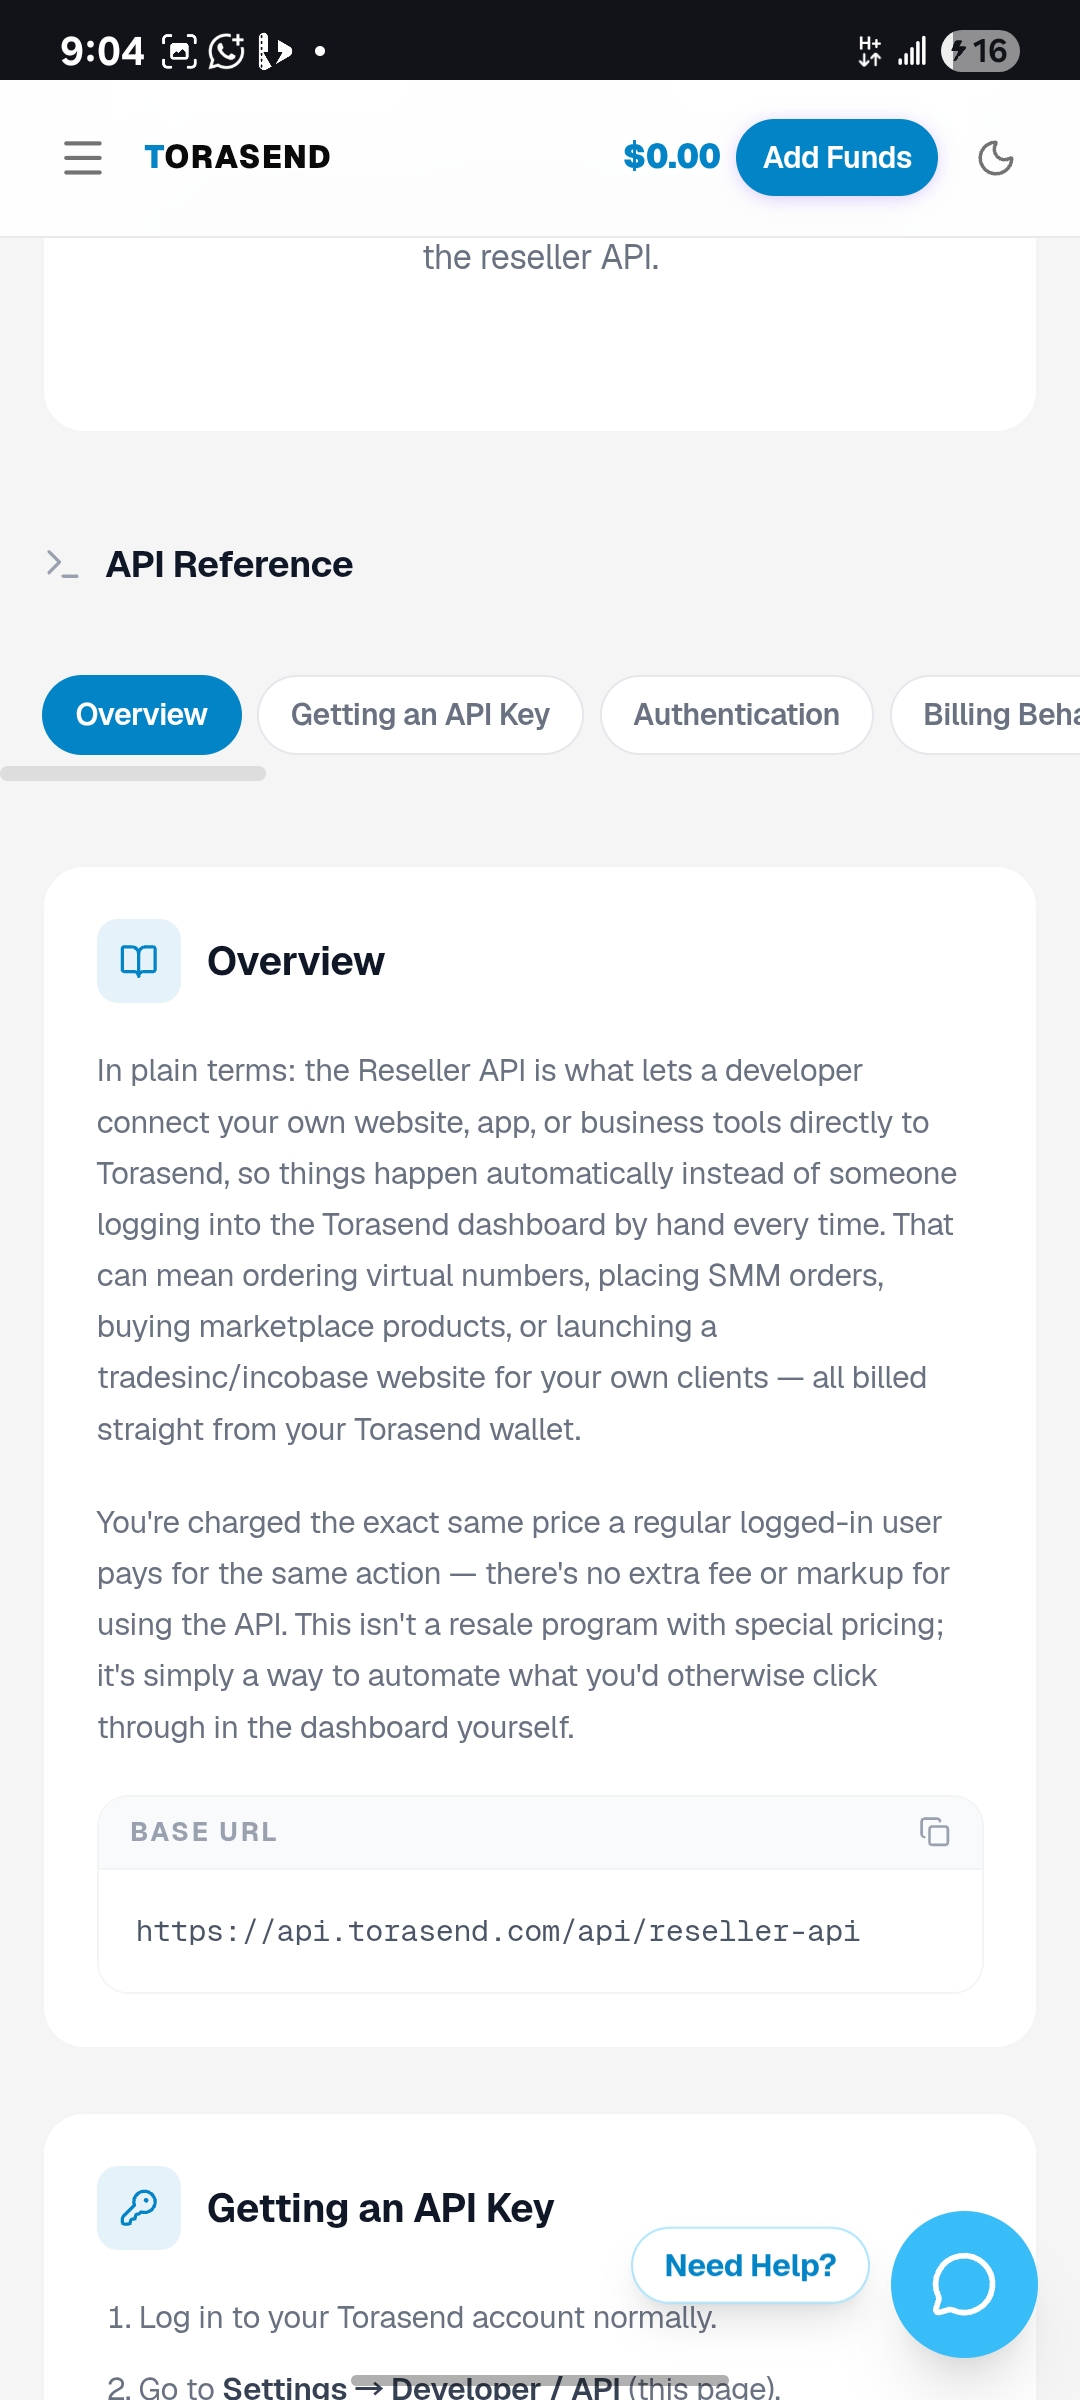 9:04
H+
16
TORASEND
$0.00
Add Funds
the reseller API.
API Reference
Overview
Getting an API Key
Authentication
Billing Beha
Overview
In plain terms: the Reseller API is what lets a developer
connect your own website, app, or business tools directly to
Torasend, so things happen automatically instead of someone
logging into the Torasend dashboard by hand every time. That
can mean ordering virtual numbers, placing SMM orders,
buying marketplace products, or launching a
tradesinc/incobase website for your own clients — all billed
straight from your Torasend wallet.
You're charged the exact same price a regular logged-in user
pays for the same action — there's no extra fee or markup for
using the API. This isn't a resale program with special pricing;
it's simply a way to automate what you'd otherwise click
through in the dashboard yourself.
BASE URL
https://api.torasend.com/api/reseller-api
Getting an API Key
Need Help?
1. Log in to your Torasend account normally.
2. Go to Settings → Developer / API (this page).